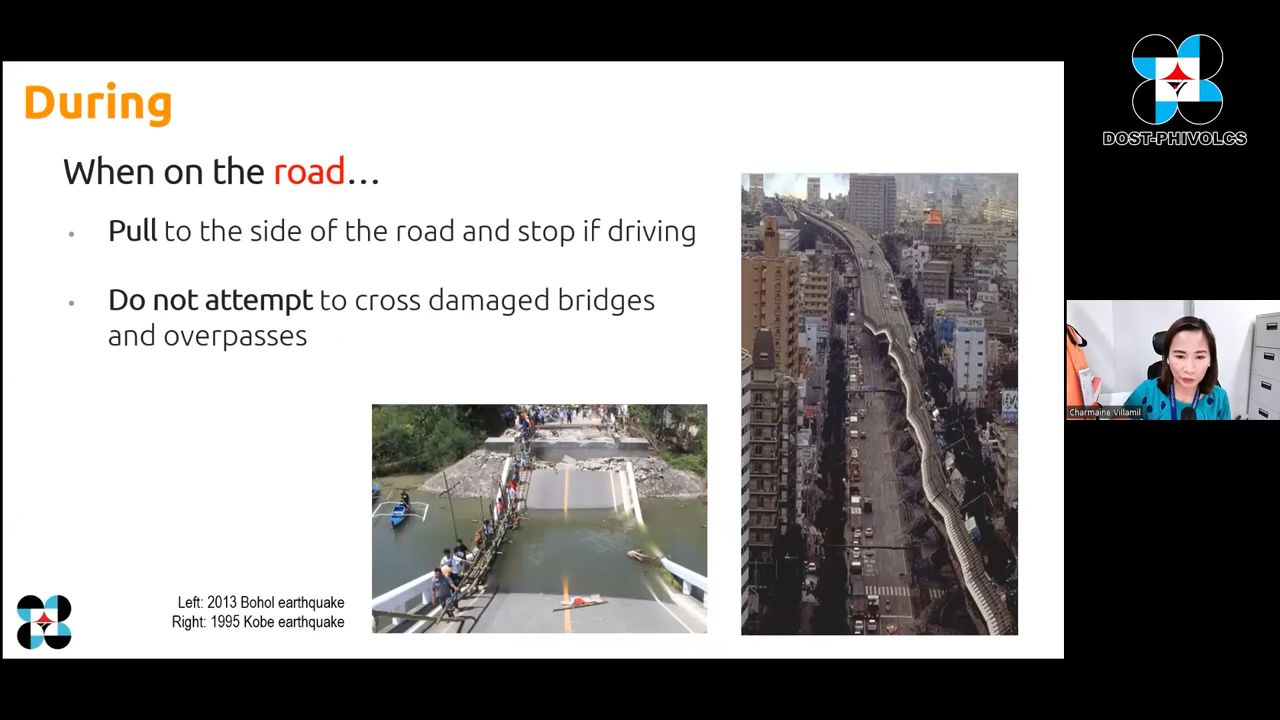 During
When on the road…
• Pull to the side of the road and stop if driving
• Do not attempt to cross damaged bridges
and overpasses
Left: 2013 Bohol earthquake
Right: 1995 Kobe earthquake
DOST-PHIVOLCS
Charmaine Villamil